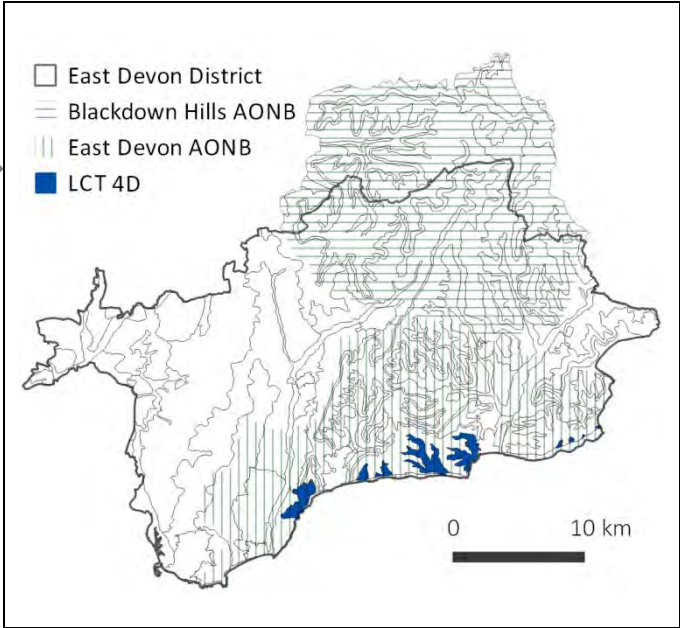 East Devon District
Blackdown Hills AONB
East Devon AONB
LCT 4D
0 10 km